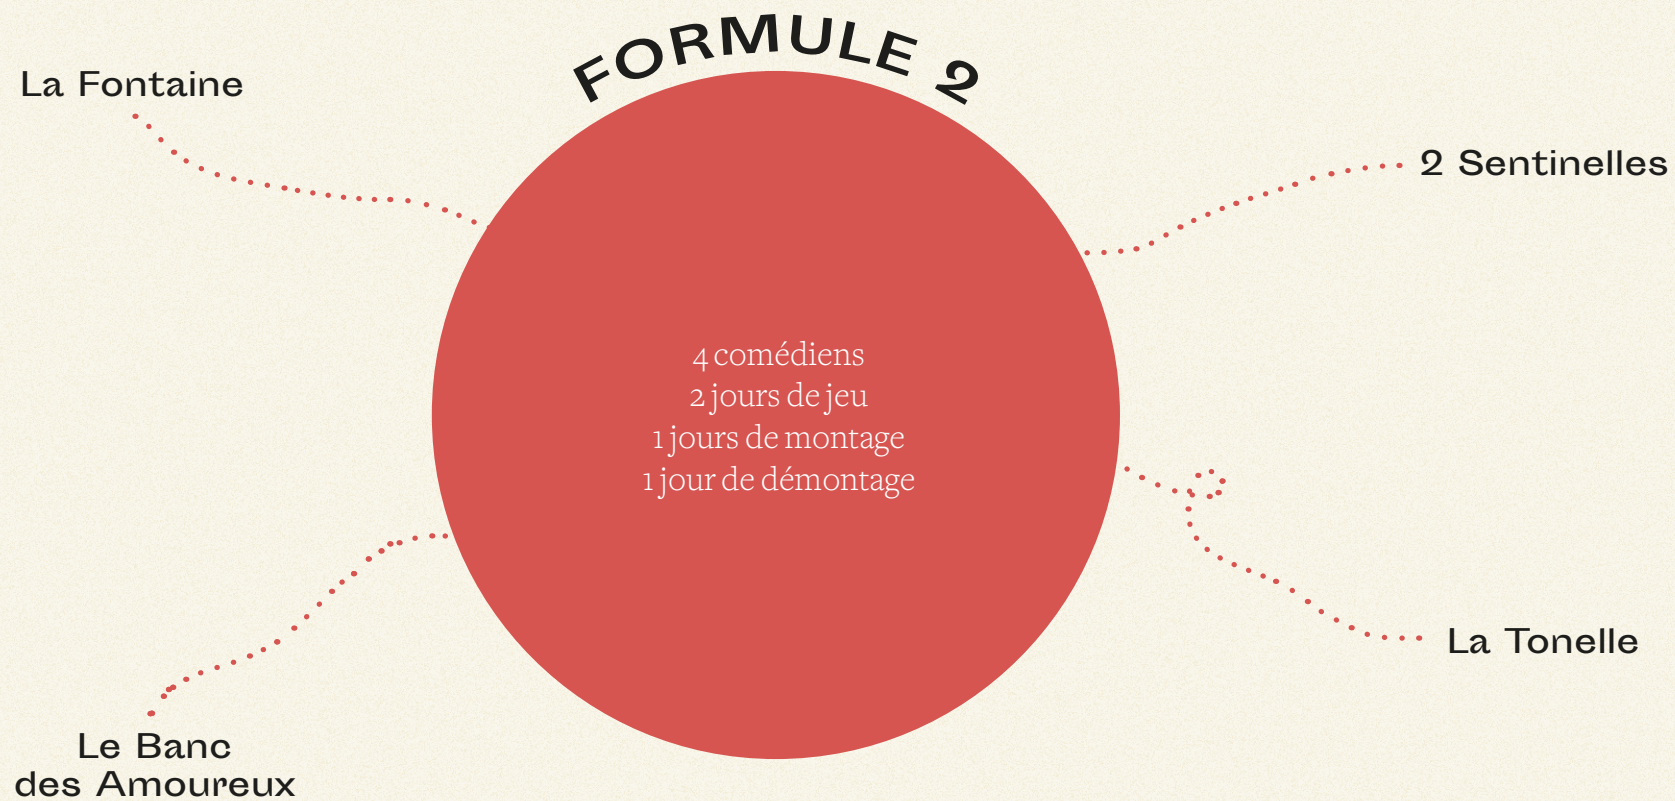 FORMULE 2
La Fontaine
2 Sentinelles
4 comédiens
2 jours de jeu
1 jours de montage
1 jour de démontage
La Tonelle
Le Banc
des Amoureux